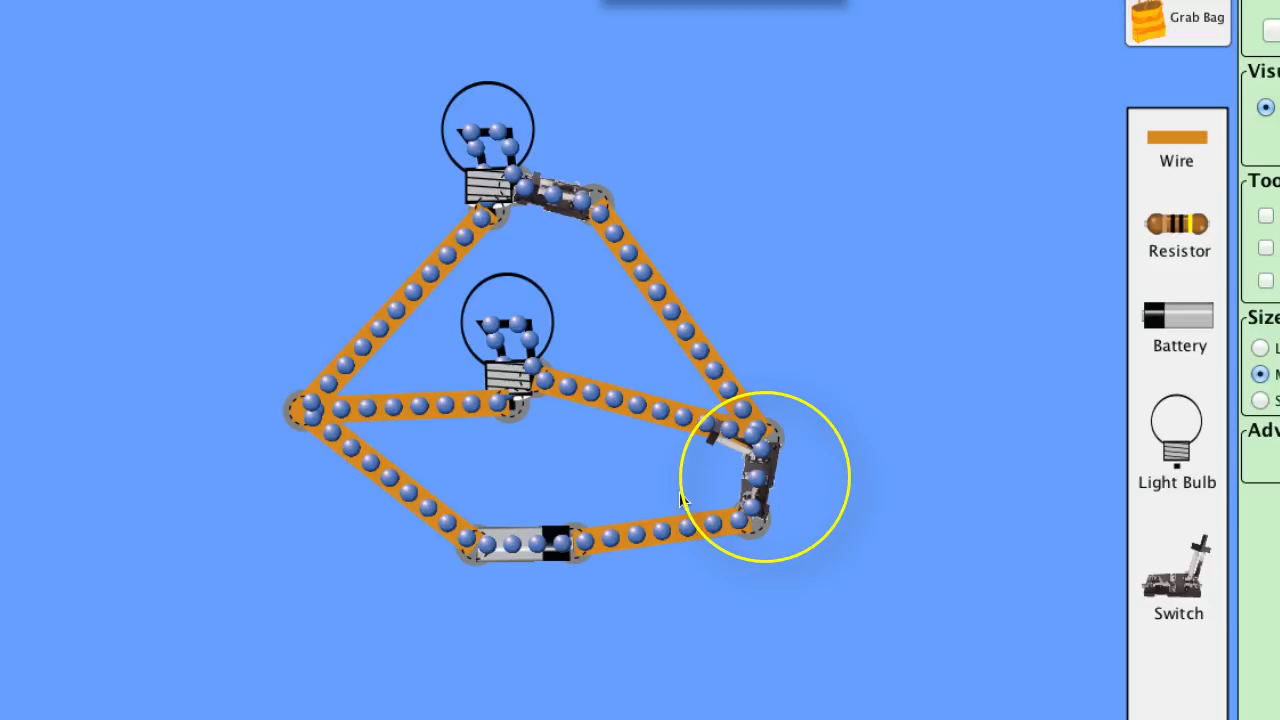 Grab Bag
Visu
Wire
Too
Resistor
Size
Battery
L
M
S
Adv
Light Bulb
Switch